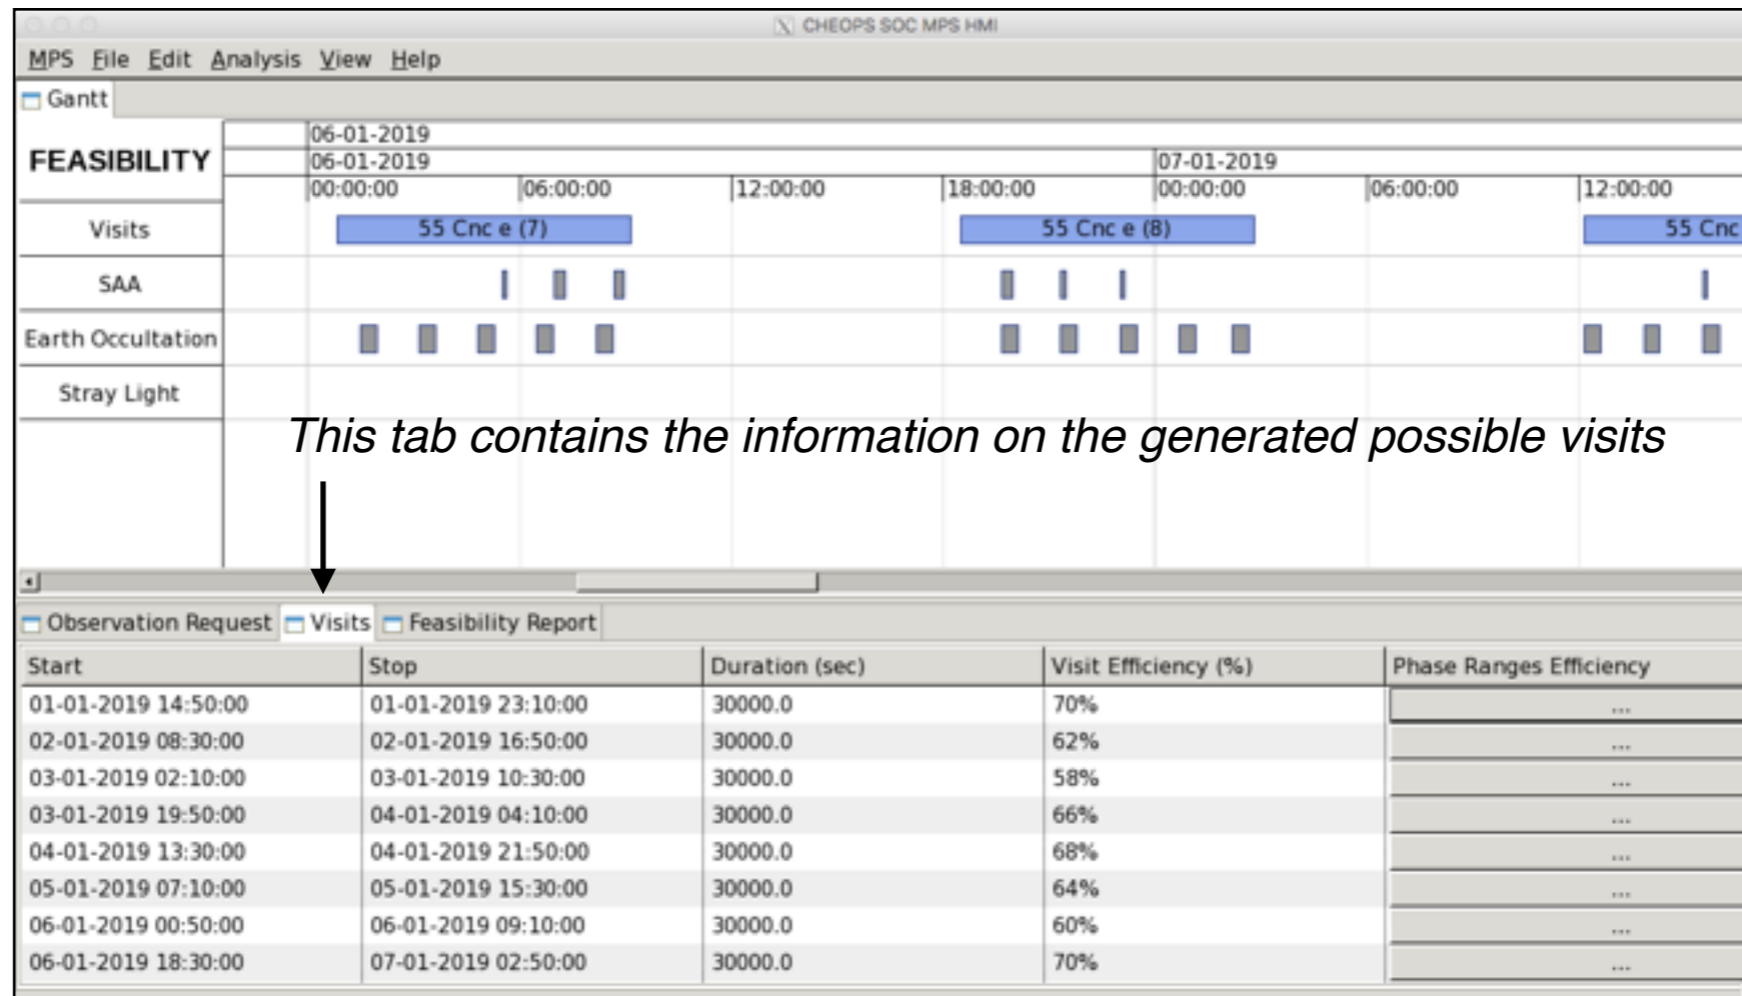 CHEOPS SOC MPS HMI
MPS File Edit Analysis View Help
Gantt
FEASIBILITY
06-01-2019
06-01-2019 07-01-2019
00:00:00 06:00:00 12:00:00 18:00:00 00:00:00 06:00:00 12:00:00
Visits 55 Cnc e (7) 55 Cnc e (8) 55 Cnc
SAA
Earth Occultation
Stray Light
This tab contains the information on the generated possible visits
Observation Request Visits Feasibility Report
Start Stop Duration (sec) Visit Efficiency (%) Phase Ranges Efficiency
01-01-2019 14:50:00 01-01-2019 23:10:00 30000.0 70% ...
02-01-2019 08:30:00 02-01-2019 16:50:00 30000.0 62% ...
03-01-2019 02:10:00 03-01-2019 10:30:00 30000.0 58% ...
03-01-2019 19:50:00 04-01-2019 04:10:00 30000.0 66% ...
04-01-2019 13:30:00 04-01-2019 21:50:00 30000.0 68% ...
05-01-2019 07:10:00 05-01-2019 15:30:00 30000.0 64% ...
06-01-2019 00:50:00 06-01-2019 09:10:00 30000.0 60% ...
06-01-2019 18:30:00 07-01-2019 02:50:00 30000.0 70% ...